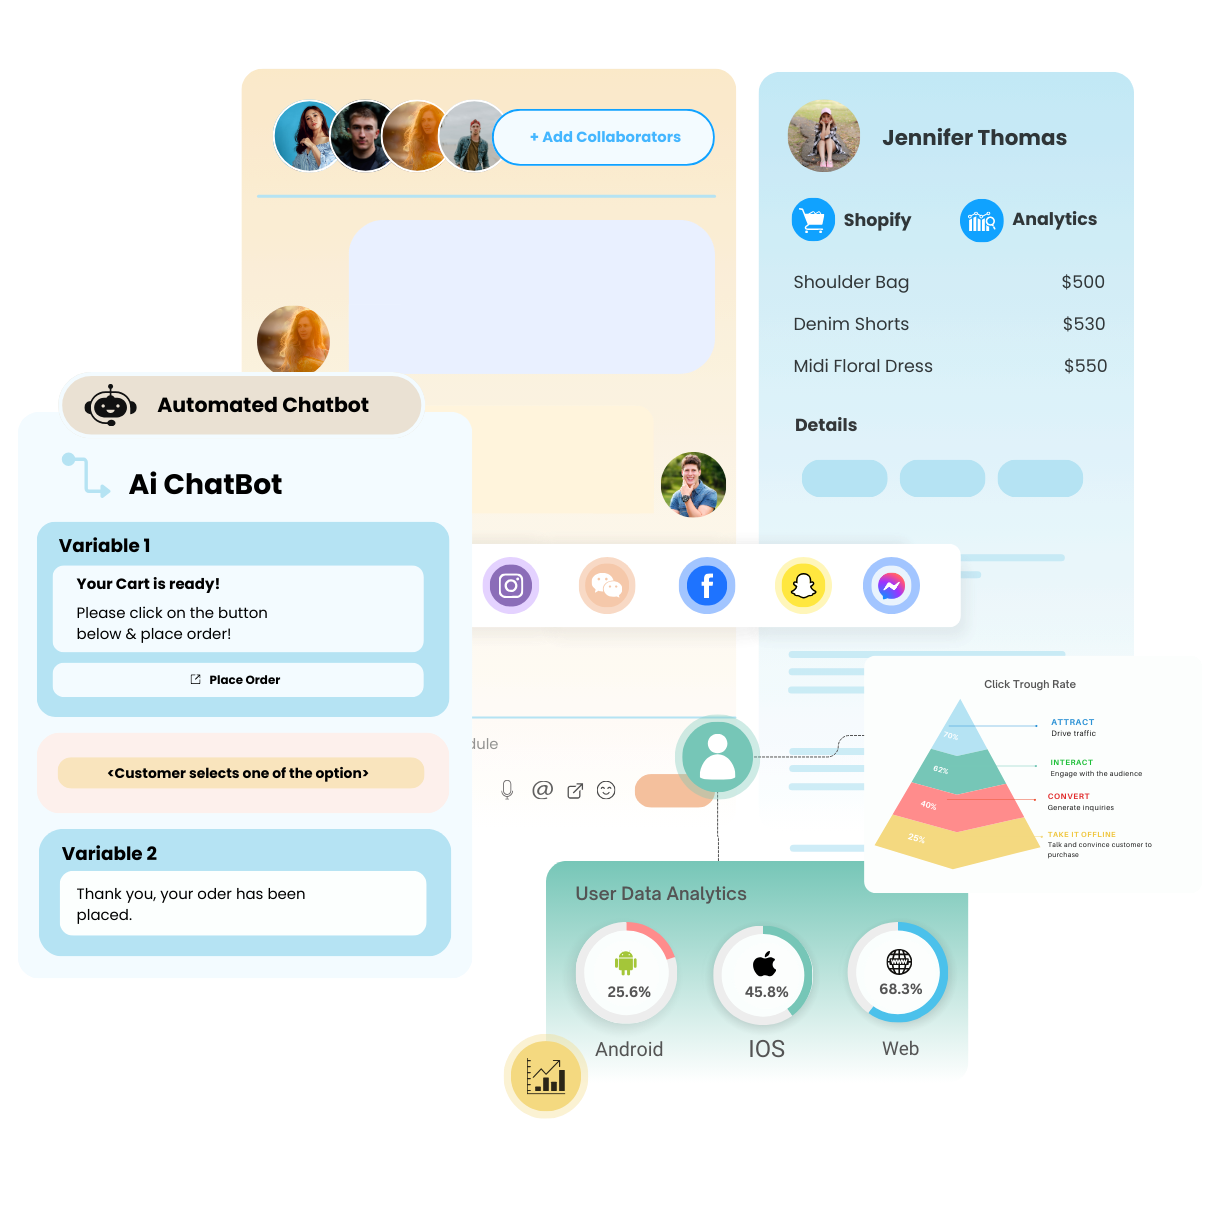 + Add Collaborators
Jennifer Thomas
Shopify
Analytics
Shoulder Bag $500
Denim Shorts $530
Midi Floral Dress $550
Details
Automated Chatbot
Ai ChatBot
Variable 1
Your Cart is ready!
Please click on the button
below & place order!
Place Order
<Customer selects one of the option>
Variable 2
Thank you, your oder has been
placed.
dule
@
Click Trough Rate
70%
ATTRACT
Drive traffic
62%
INTERACT
Engage with the audience
40%
CONVERT
Generate inquiries
25%
TAKE IT OFFLINE
Talk and convince customer to
purchase
User Data Analytics
25.6%
45.8%
WWW
68.3%
Android
IOS
Web